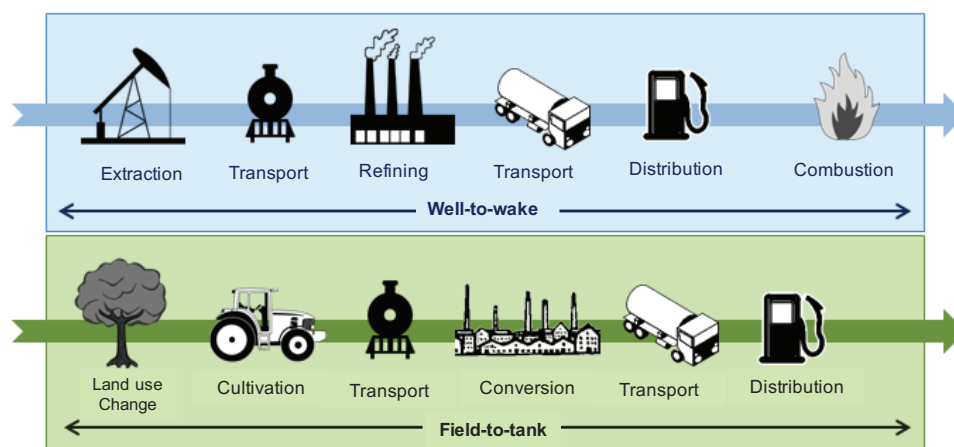 Extraction
Transport
Refining
Transport
Distribution
Combustion
Well-to-wake
Land use
Change
Cultivation
Transport
Conversion
Transport
Distribution
Field-to-tank